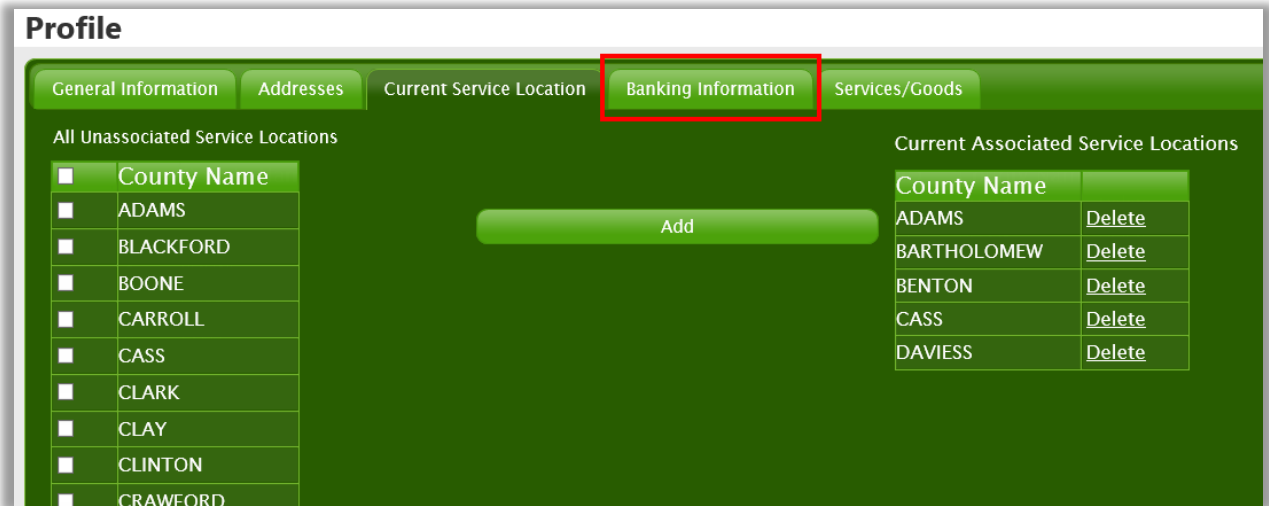 Profile
General Information Addresses Current Service Location Banking Information Services/Goods
All Unassociated Service Locations
County Name
ADAMS
BLACKFORD
BOONE
CARROLL
CASS
CLARK
CLAY
CLINTON
CRAWFORD
Add
Current Associated Service Locations
County Name
ADAMS Delete
BARTHOLOMEW Delete
BENTON Delete
CASS Delete
DAVIESS Delete